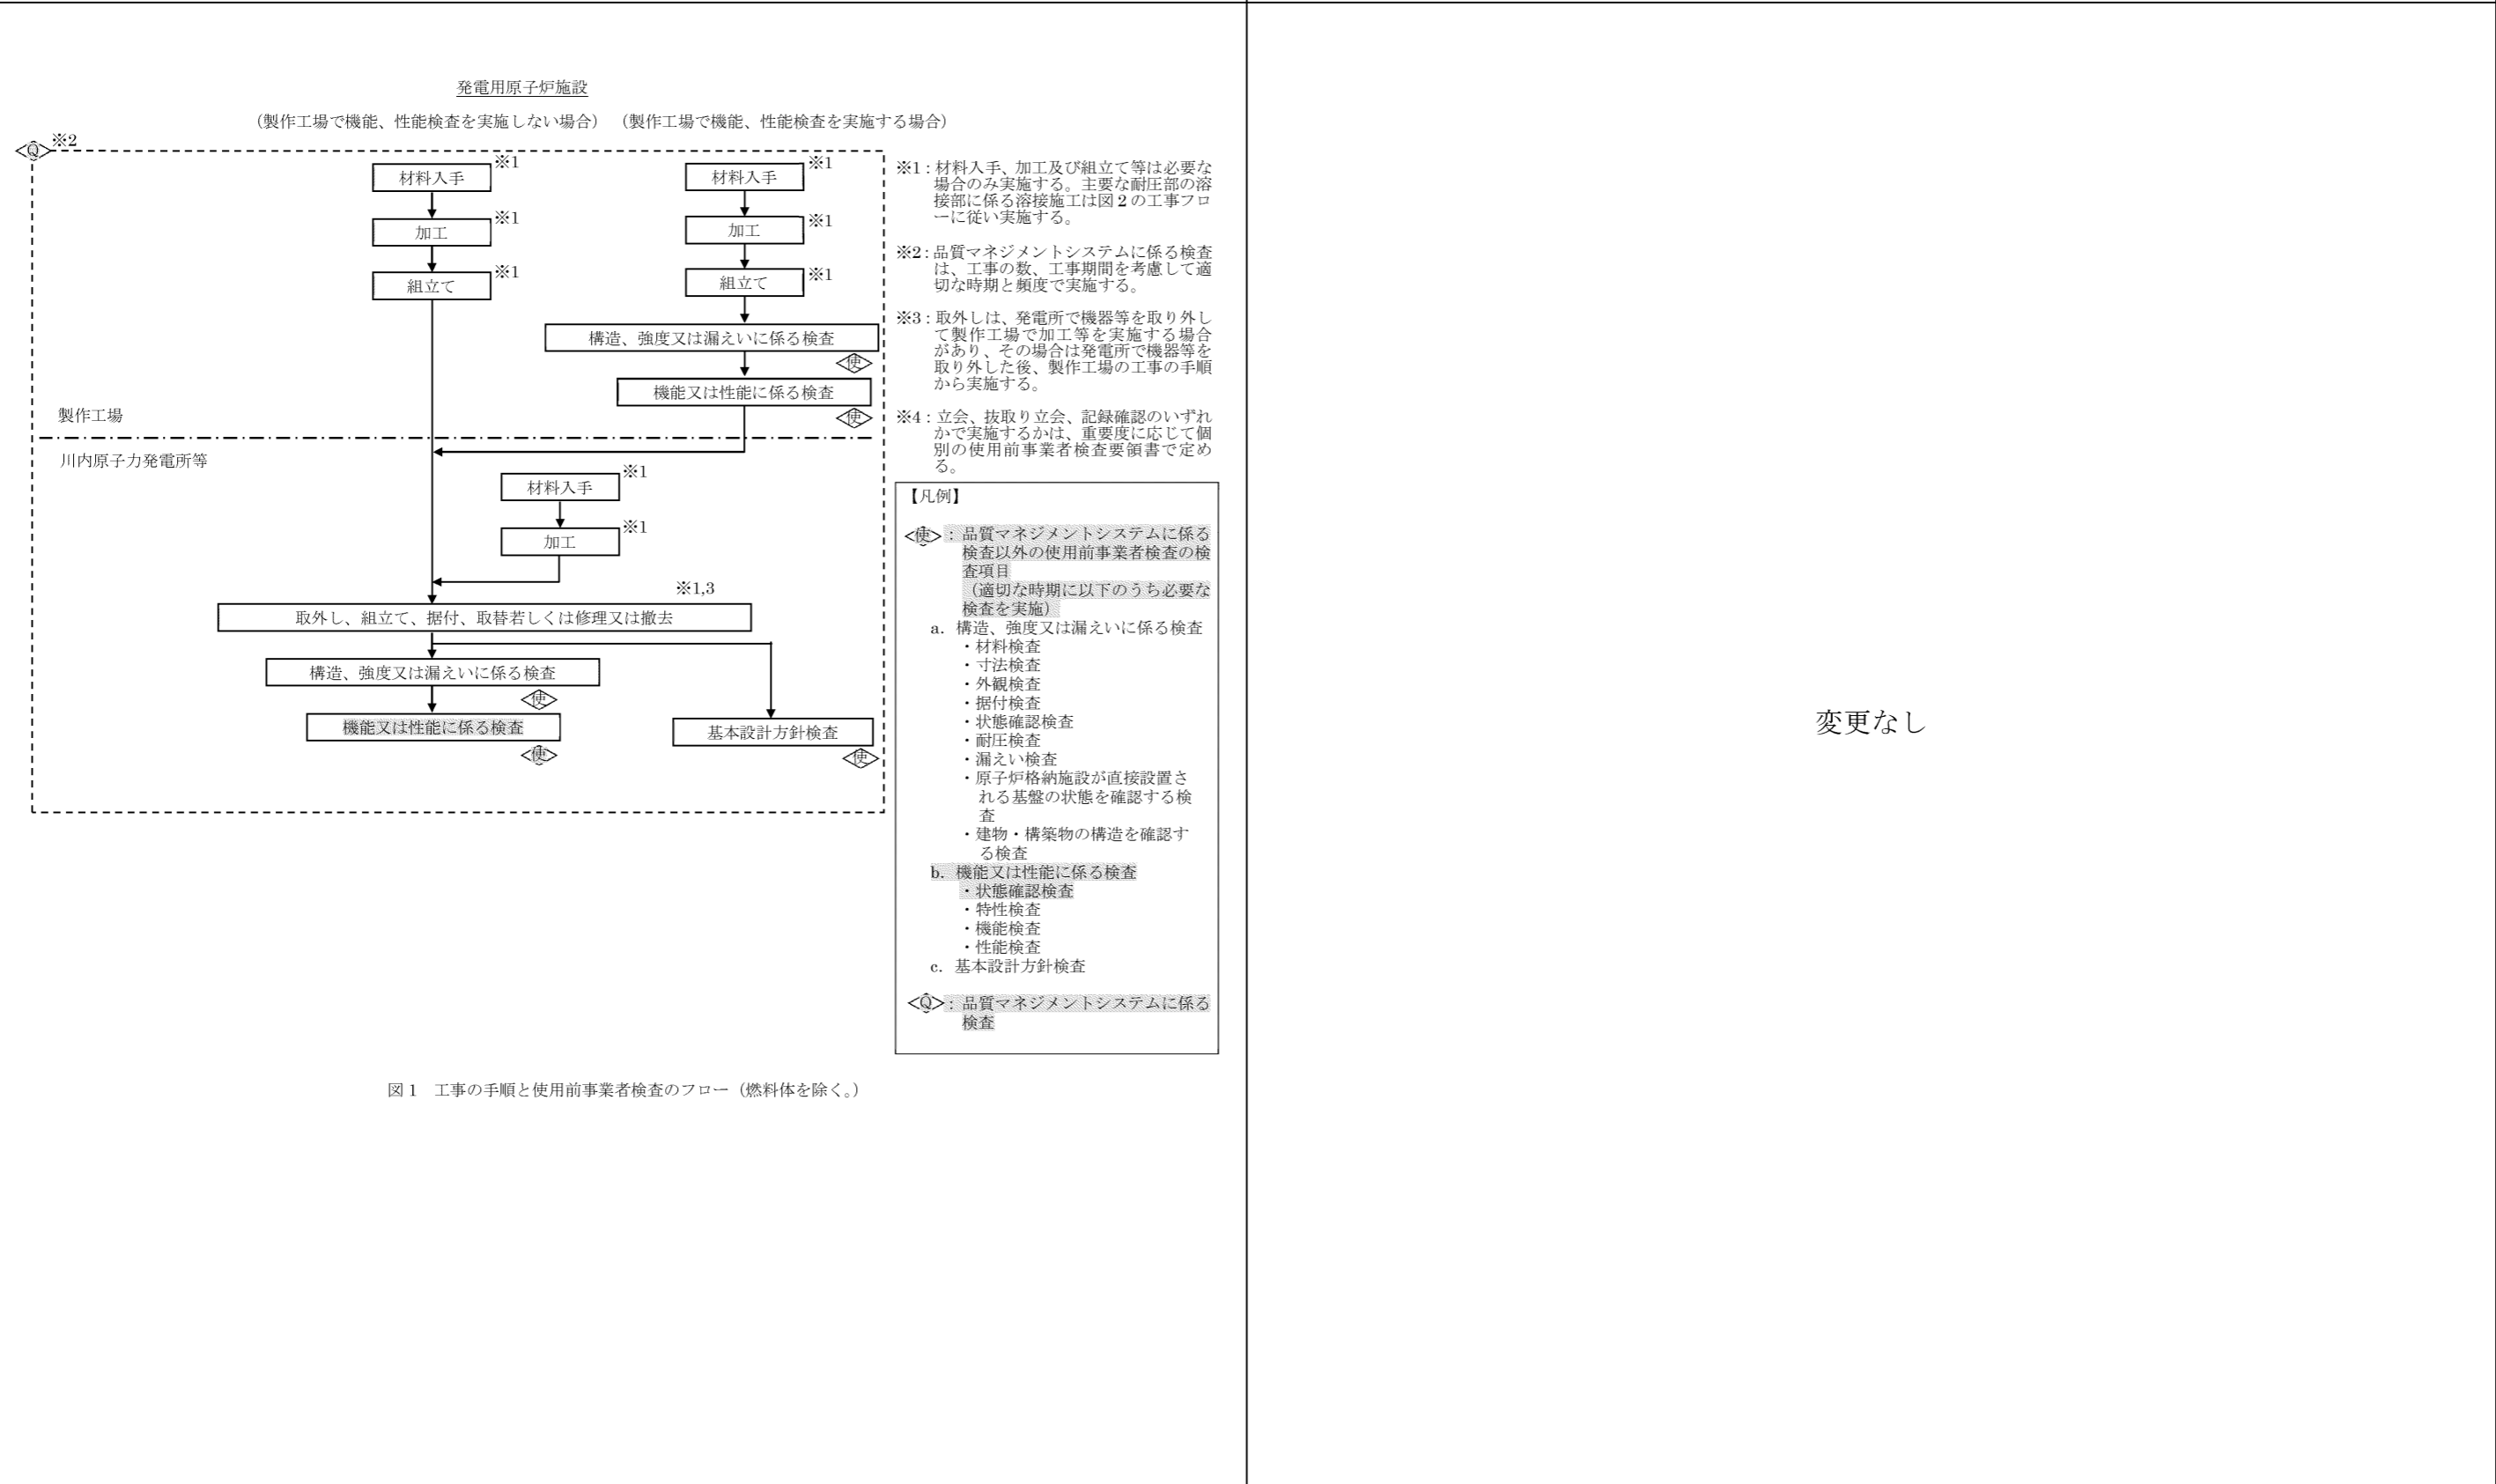 発電用原子炉施設
（製作工場で機能、性能検査を実施しない場合）　（製作工場で機能、性能検査を実施する場合）
Q ※2
材料入手 ※1
加工 ※1
組立て ※1
材料入手 ※1
加工 ※1
組立て ※1
構造、強度又は漏えいに係る検査
使
機能又は性能に係る検査
使
製作工場
川内原子力発電所等
材料入手 ※1
加工 ※1
※1,3
取外し、組立て、据付、取替若しくは修理又は撤去
構造、強度又は漏えいに係る検査
使
機能又は性能に係る検査
使
基本設計方針検査
使
※1：材料入手、加工及び組立て等は必要な
場合のみ実施する。主要な耐圧部の溶
接部に係る溶接施工は図2の工事フロ
ーに従い実施する。
※2：品質マネジメントシステムに係る検査
は、工事の数、工事期間を考慮して適
切な時期と頻度で実施する。
※3：取外しは、発電所で機器等を取り外し
て製作工場で加工等を実施する場合
があり、その場合は発電所で機器等を
取り外した後、製作工場の工事の手順
から実施する。
※4：立会、抜取り立会、記録確認のいずれ
かで実施するかは、重要度に応じて個
別の使用前事業者検査要領書で定め
る。
【凡例】
使：品質マネジメントシステムに係る
検査以外の使用前事業者検査の検
査項目
（適切な時期に以下のうち必要な
検査を実施）
a. 構造、強度又は漏えいに係る検査
・材料検査
・寸法検査
・外観検査
・据付検査
・状態確認検査
・耐圧検査
・漏えい検査
・原子炉格納施設が直接設置さ
れる基盤の状態を確認する検
査
・建物・構築物の構造を確認す
る検査
b. 機能又は性能に係る検査
・状態確認検査
・特性検査
・機能検査
・性能検査
c. 基本設計方針検査
Q：品質マネジメントシステムに係る
検査
図1　工事の手順と使用前事業者検査のフロー（燃料体を除く。）
変更なし